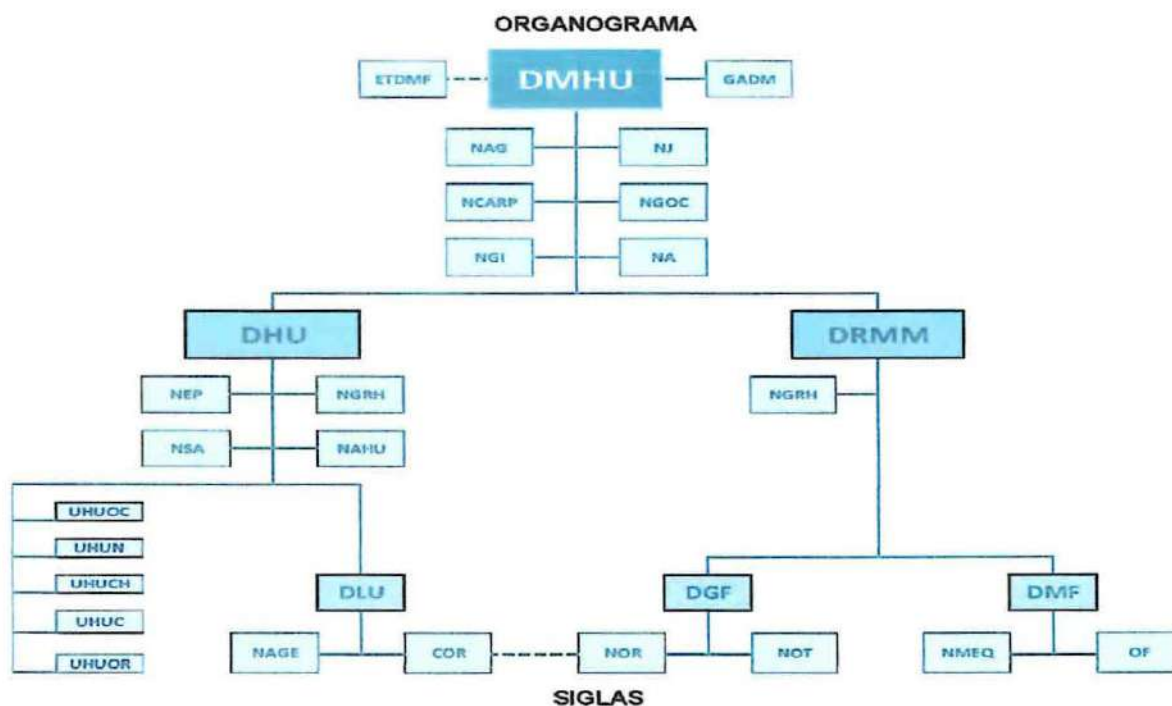 ORGANOGRAMA
ETDMF DMHU GADM
NAG NJ
NCARP NGOC
NGI NA
DHU DRMM
NEP NGRH NGRH
NSA NAHU
UHUOC
UHUN
UHUCH
DLU DGF DMF
UHUC
NAGE COR NOR NOT NMEQ OF
UHUOR
SIGLAS